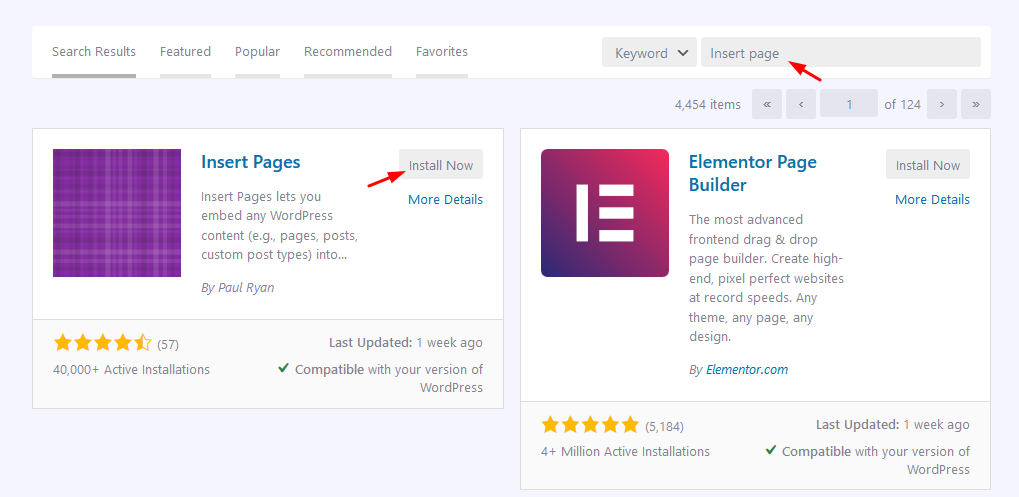 Search Results Featured Popular Recommended Favorites Keyword Insert page
4,454 items « ‹ 1 of 124 › »
Insert Pages
Install Now
More Details
Insert Pages lets you
embed any WordPress
content (e.g., pages, posts,
custom post types) into...
By Paul Ryan
(57)
Last Updated: 1 week ago
40,000+ Active Installations
Compatible with your version of
WordPress
Elementor Page
Builder
Install Now
More Details
The most advanced
frontend drag & drop
page builder. Create high-
end, pixel perfect websites
at record speeds. Any
theme, any page, any
design.
By Elementor.com
(5,184)
Last Updated: 1 week ago
4+ Million Active Installations
Compatible with your version of
WordPress